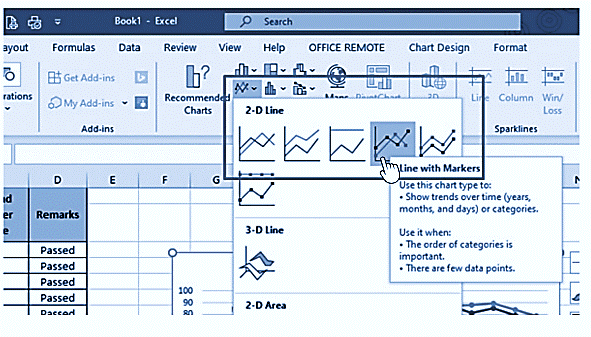 Book1 - Excel
Search
ayout Formulas Data Review View Help OFFICE REMOTE Chart Design Format
Get Add-ins
My Add-ins
rations
Add-ins
Recommended
Charts
Maps PivotChart 3D
Line Column Win/
Loss
Sparklines
2-D Line
Line with Markers
Use this chart type to:
• Show trends over time (years,
months, and days) or categories.
Use it when:
• The order of categories is
important.
• There are few data points.
3-D Line
2-D Area
D E F G N
Remarks
Passed
Passed
Passed
Passed
Passed
100
90
80